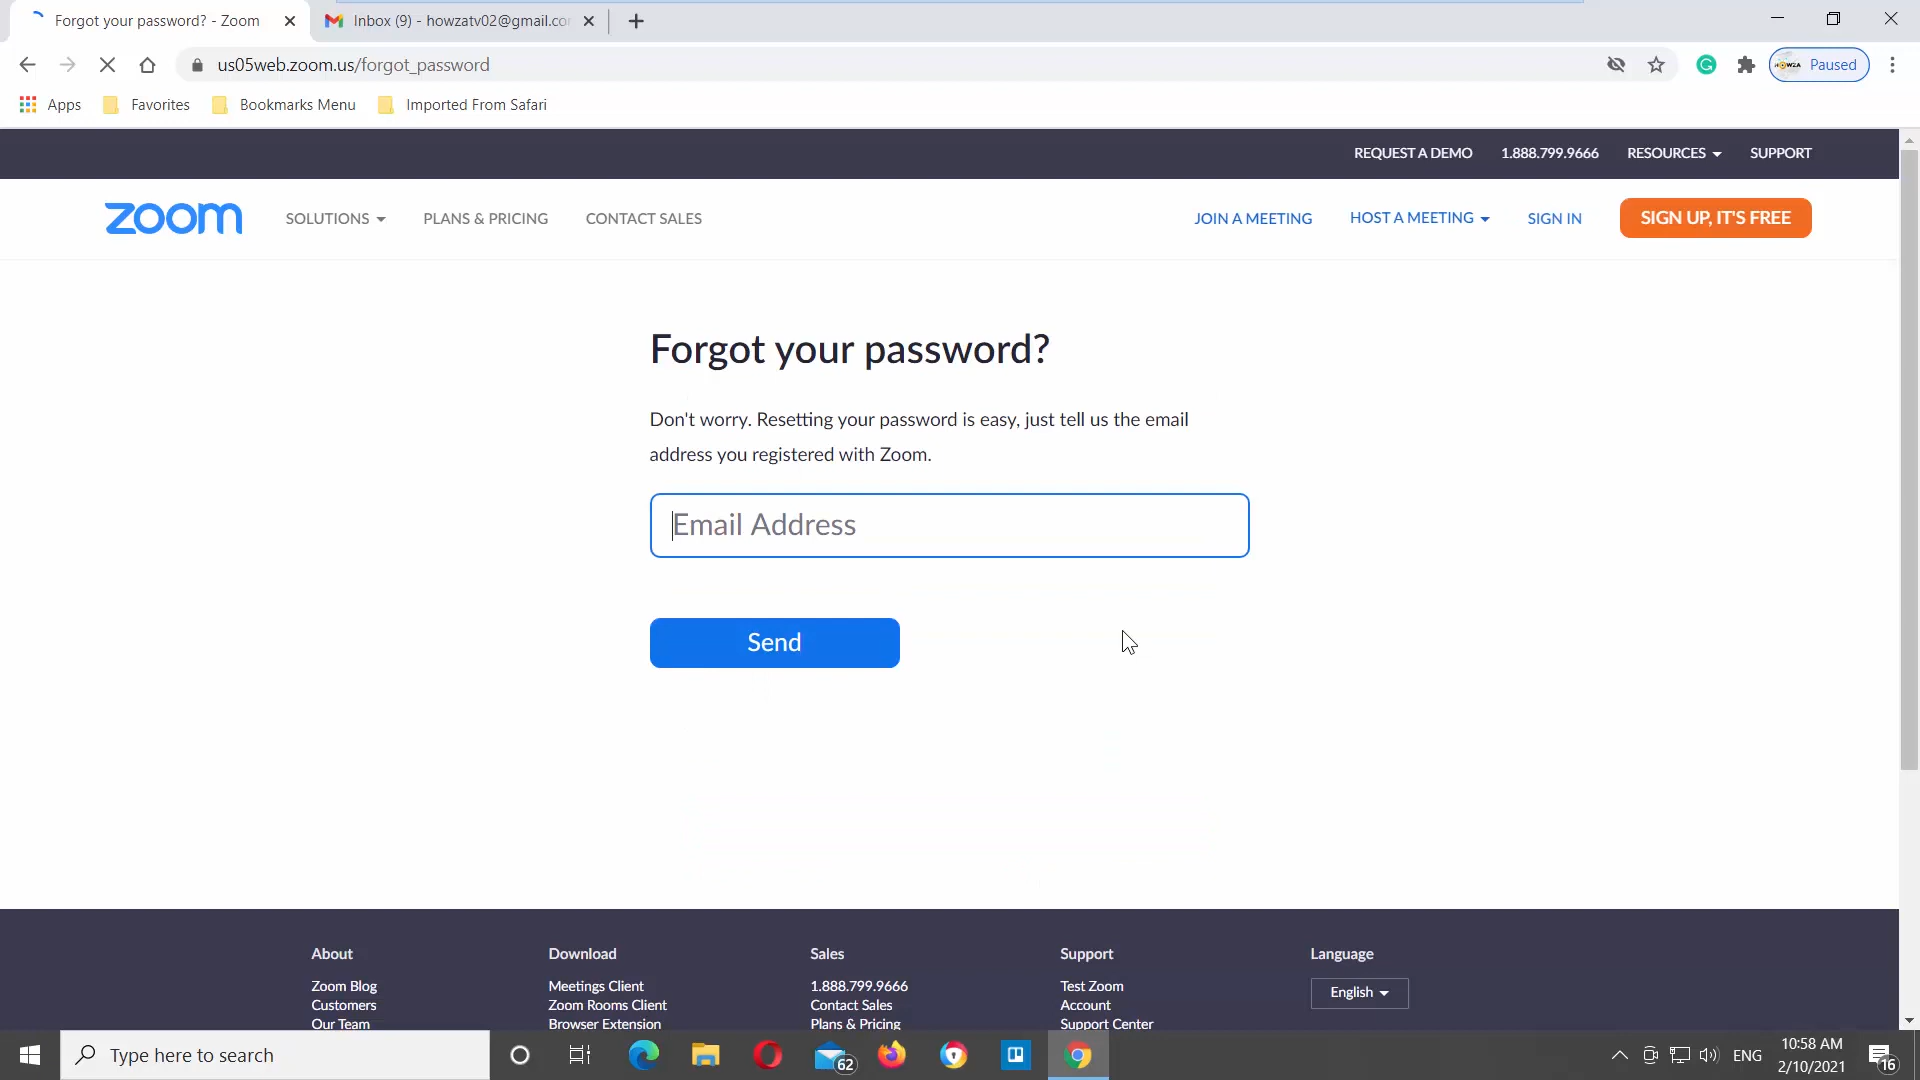 Forgot your password? - Zoom
Inbox (9) - howzatv02@gmail.co
us05web.zoom.us/forgot_password
Paused
Apps
Favorites
Bookmarks Menu
Imported From Safari
REQUEST A DEMO
1.888.799.9666
RESOURCES
SUPPORT
zoom
SOLUTIONS
PLANS & PRICING
CONTACT SALES
JOIN A MEETING
HOST A MEETING
SIGN IN
SIGN UP, IT'S FREE
Forgot your password?
Don't worry. Resetting your password is easy, just tell us the email
address you registered with Zoom.
Email Address
Send
About
Zoom Blog
Customers
Our Team
Download
Meetings Client
Zoom Rooms Client
Browser Extension
Sales
1.888.799.9666
Contact Sales
Plans & Pricing
Support
Test Zoom
Account
Support Center
Language
English
Type here to search
62
ENG
10:58 AM
2/10/2021
16